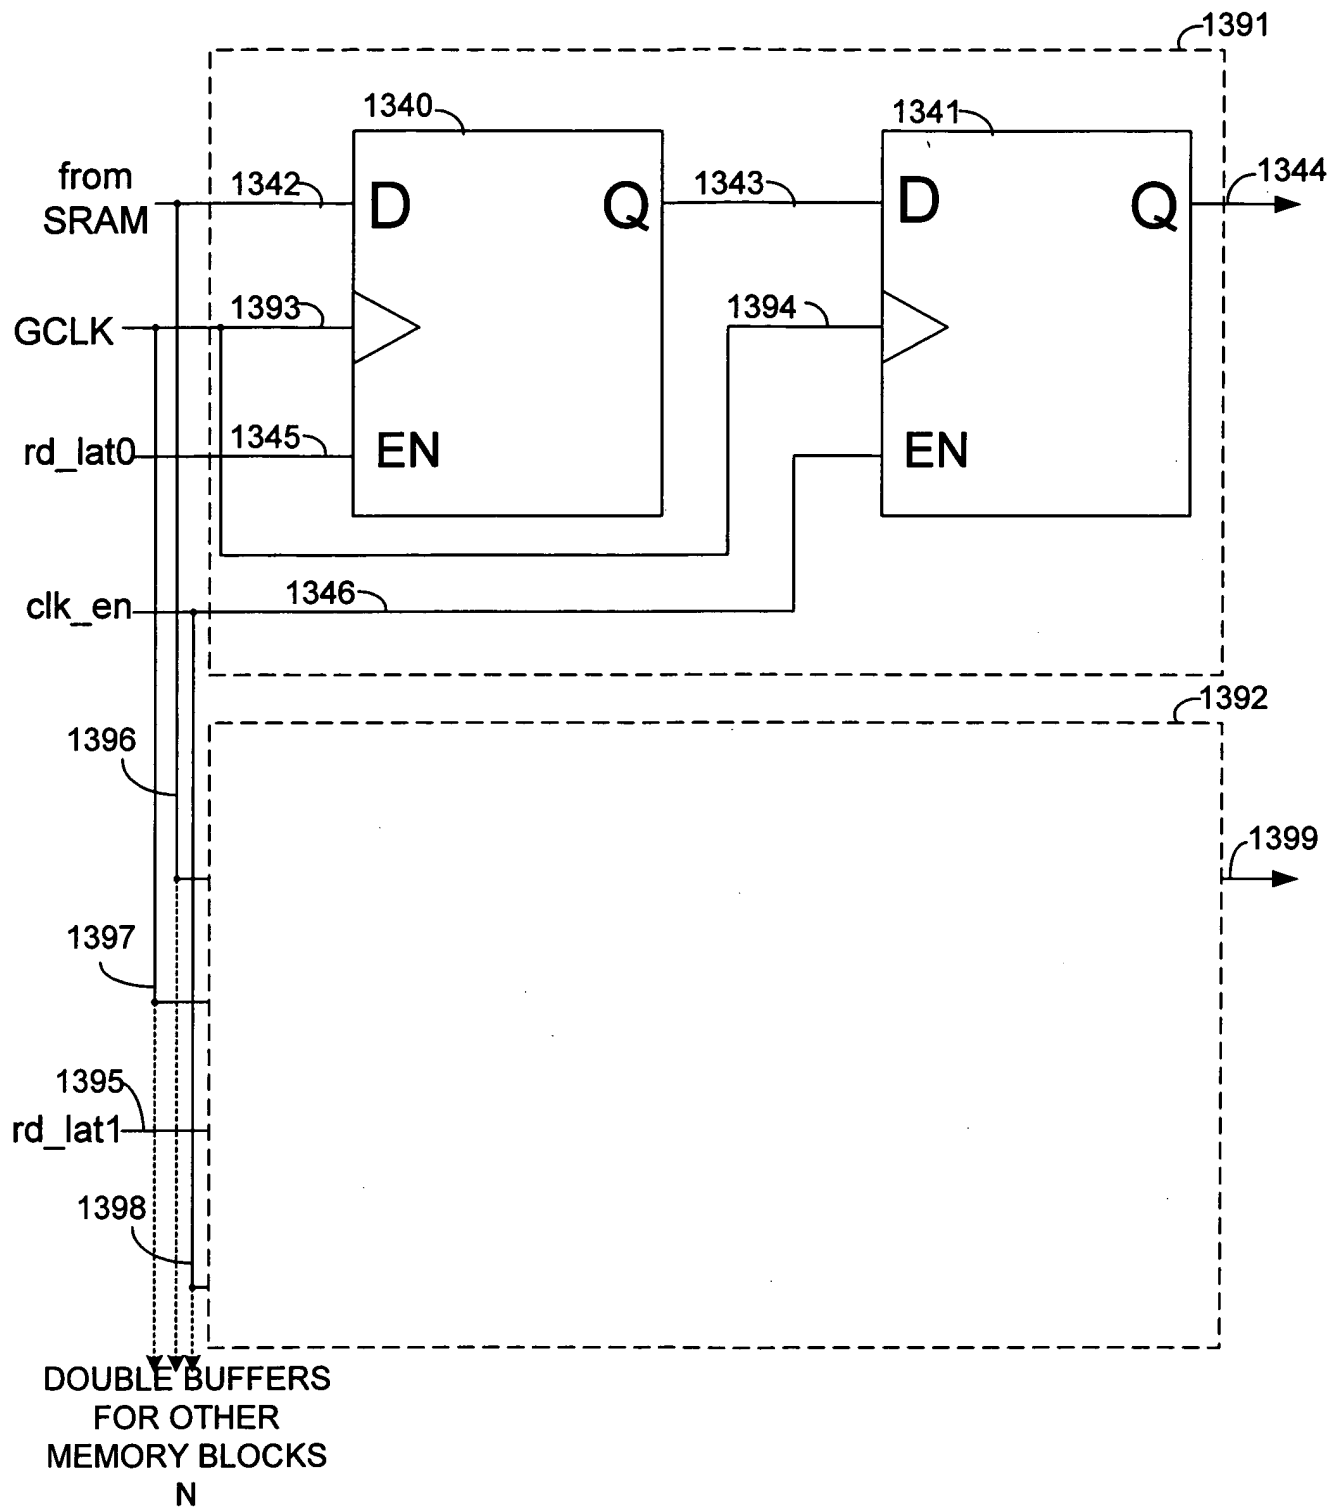 1391
1340
1341
from
SRAM
1342
D
Q
1343
D
Q
1344
GCLK
1393
1394
rd_lat0
1345
EN
EN
clk_en
1346
1392
1396
1399
1397
1395
rd_lat1
1398
DOUBLE BUFFERS
FOR OTHER
MEMORY BLOCKS
N